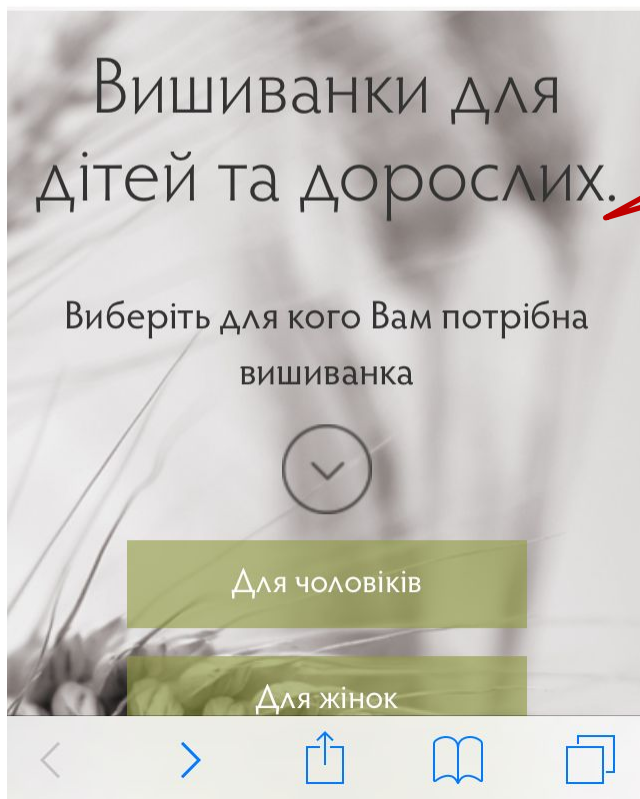 Вишиванки для
дітей та дорослих.
Виберіть для кого Вам потрібна
вишиванка
Для чоловіків
Для жінок